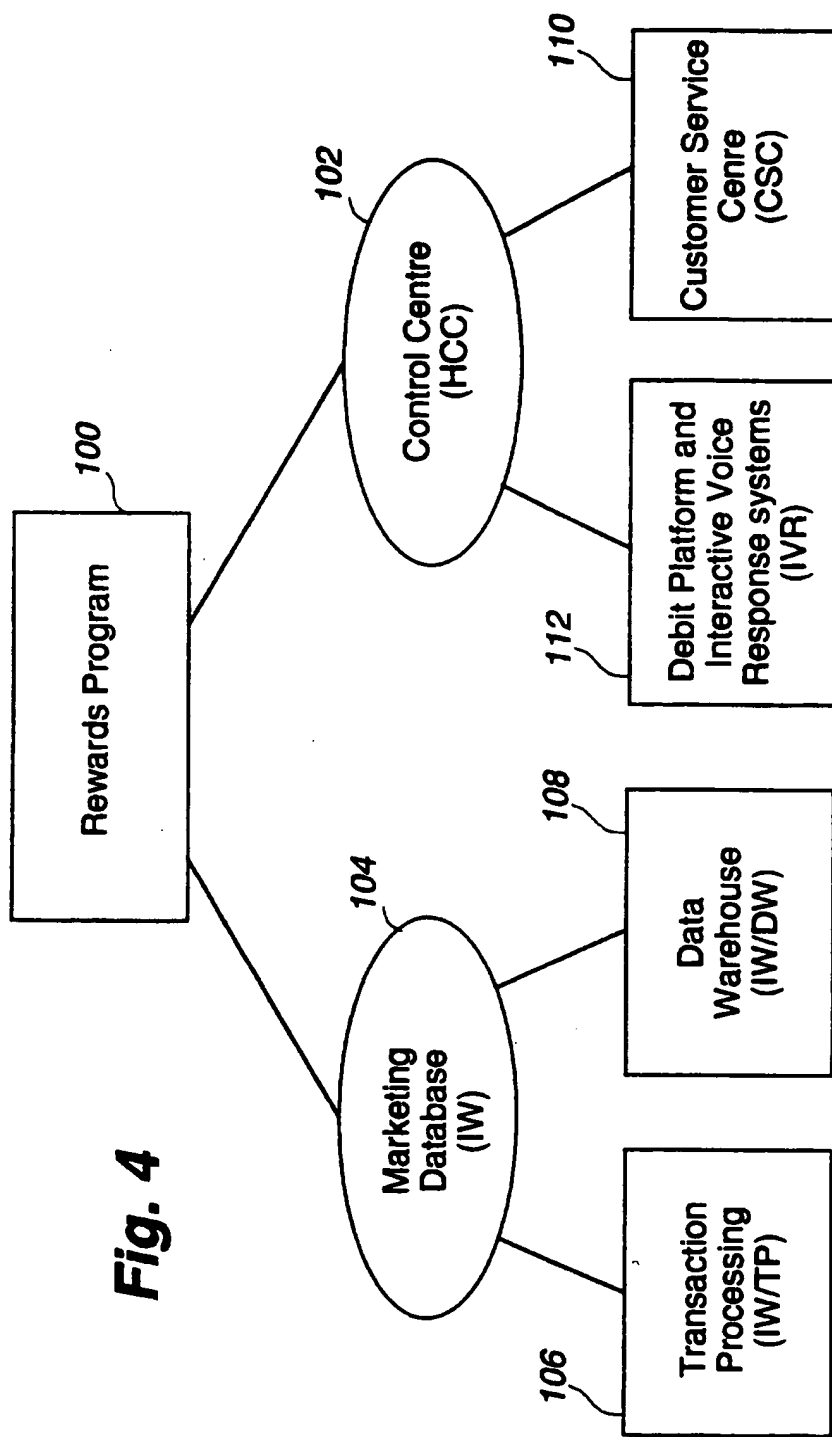 Fig. 4
Rewards Program
100
Marketing
Database
(IW)
104
Control Centre
(HCC)
102
Transaction
Processing
(IW/TP)
106
Data
Warehouse
(IW/DW)
108
Debit Platform and
Interactive Voice
Response systems
(IVR)
112
Customer Service
Cenre
(CSC)
110